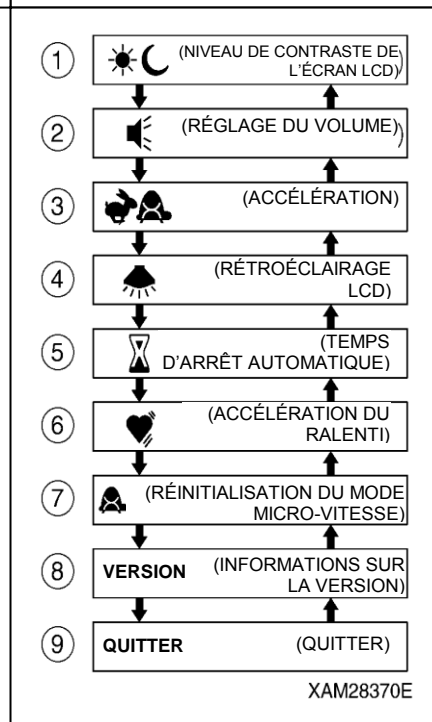 1 (NIVEAU DE CONTRASTE DE
L'ÉCRAN LCD)
2 (RÉGLAGE DU VOLUME)
3 (ACCÉLÉRATION)
4 (RÉTROÉCLAIRAGE
LCD)
5 (TEMPS
D'ARRÊT AUTOMATIQUE)
6 (ACCÉLÉRATION DU
RALENTI)
7 (RÉINITIALISATION DU MODE
MICRO-VITESSE)
8 VERSION (INFORMATIONS SUR
LA VERSION)
9 QUITTER (QUITTER)
XAM28370E